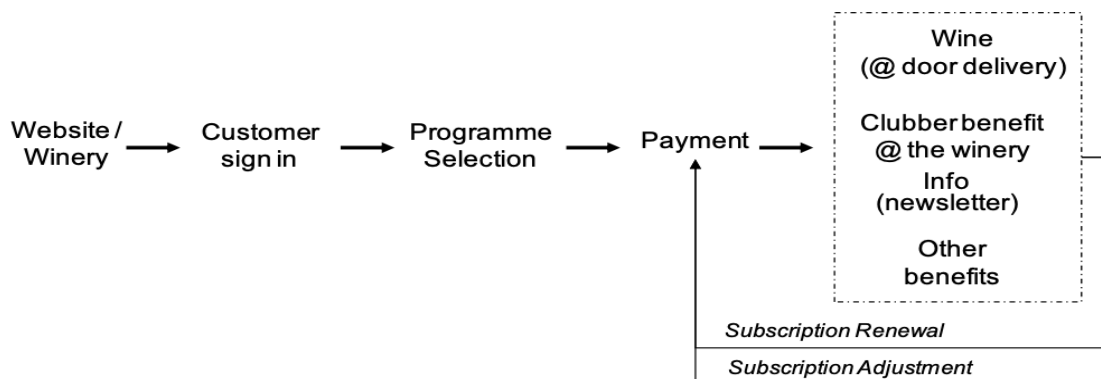 Website /
Winery
Customer
sign in
Programme
Selection
Payment
Wine
(@ door delivery)
Clubber benefit
@ the winery
Info
(newsletter)
Other
benefits
Subscription Renewal
Subscription Adjustment